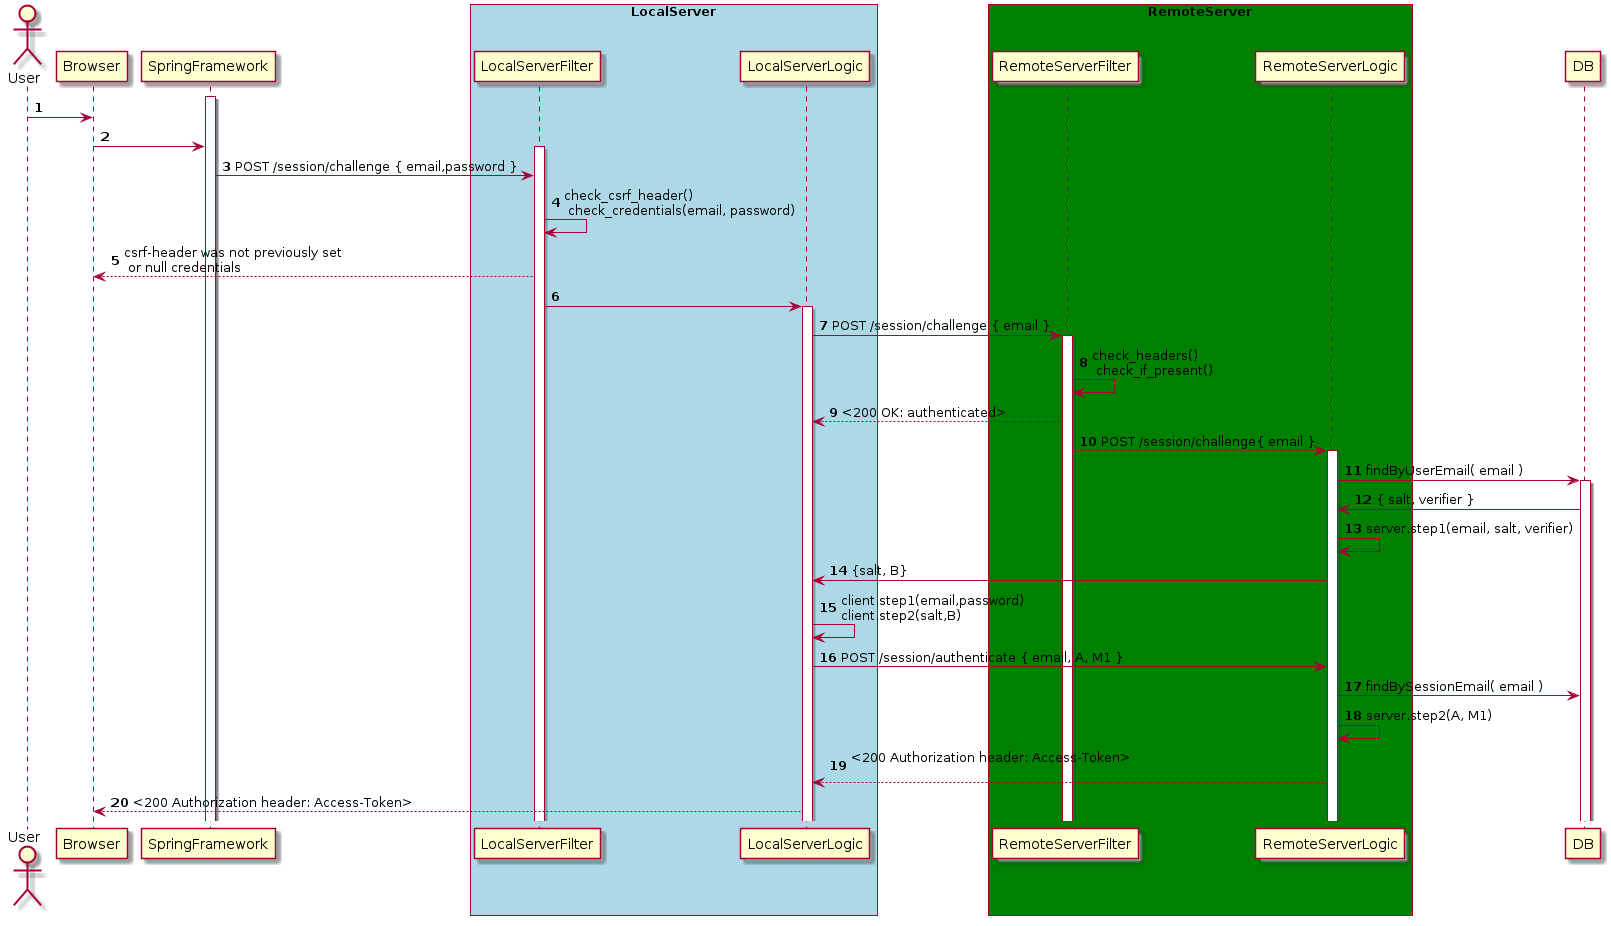 LocalServer
RemoteServer
User
Browser
SpringFramework
LocalServerFilter
LocalServerLogic
RemoteServerFilter
RemoteServerLogic
DB
1
2
3 POST /session/challenge { email,password }
4 check_csrf_header()
check_credentials(email, password)
5 csrf-header was not previously set
or null credentials
6
7 POST /session/challenge { email }
8 check_headers()
check_if_present()
9 <200 OK: authenticated>
10 POST /session/challenge{ email }
11 findByUserEmail( email )
12 { salt, verifier }
13 server.step1(email, salt, verifier)
14 {salt, B}
15 client.step1(email,password)
client.step2(salt,B)
16 POST /session/authenticate { email, A, M1 }
17 findBySessionEmail( email )
18 server.step2(A, M1)
19 <200 Authorization header: Access-Token>
20 <200 Authorization header: Access-Token>
User
Browser
SpringFramework
LocalServerFilter
LocalServerLogic
RemoteServerFilter
RemoteServerLogic
DB